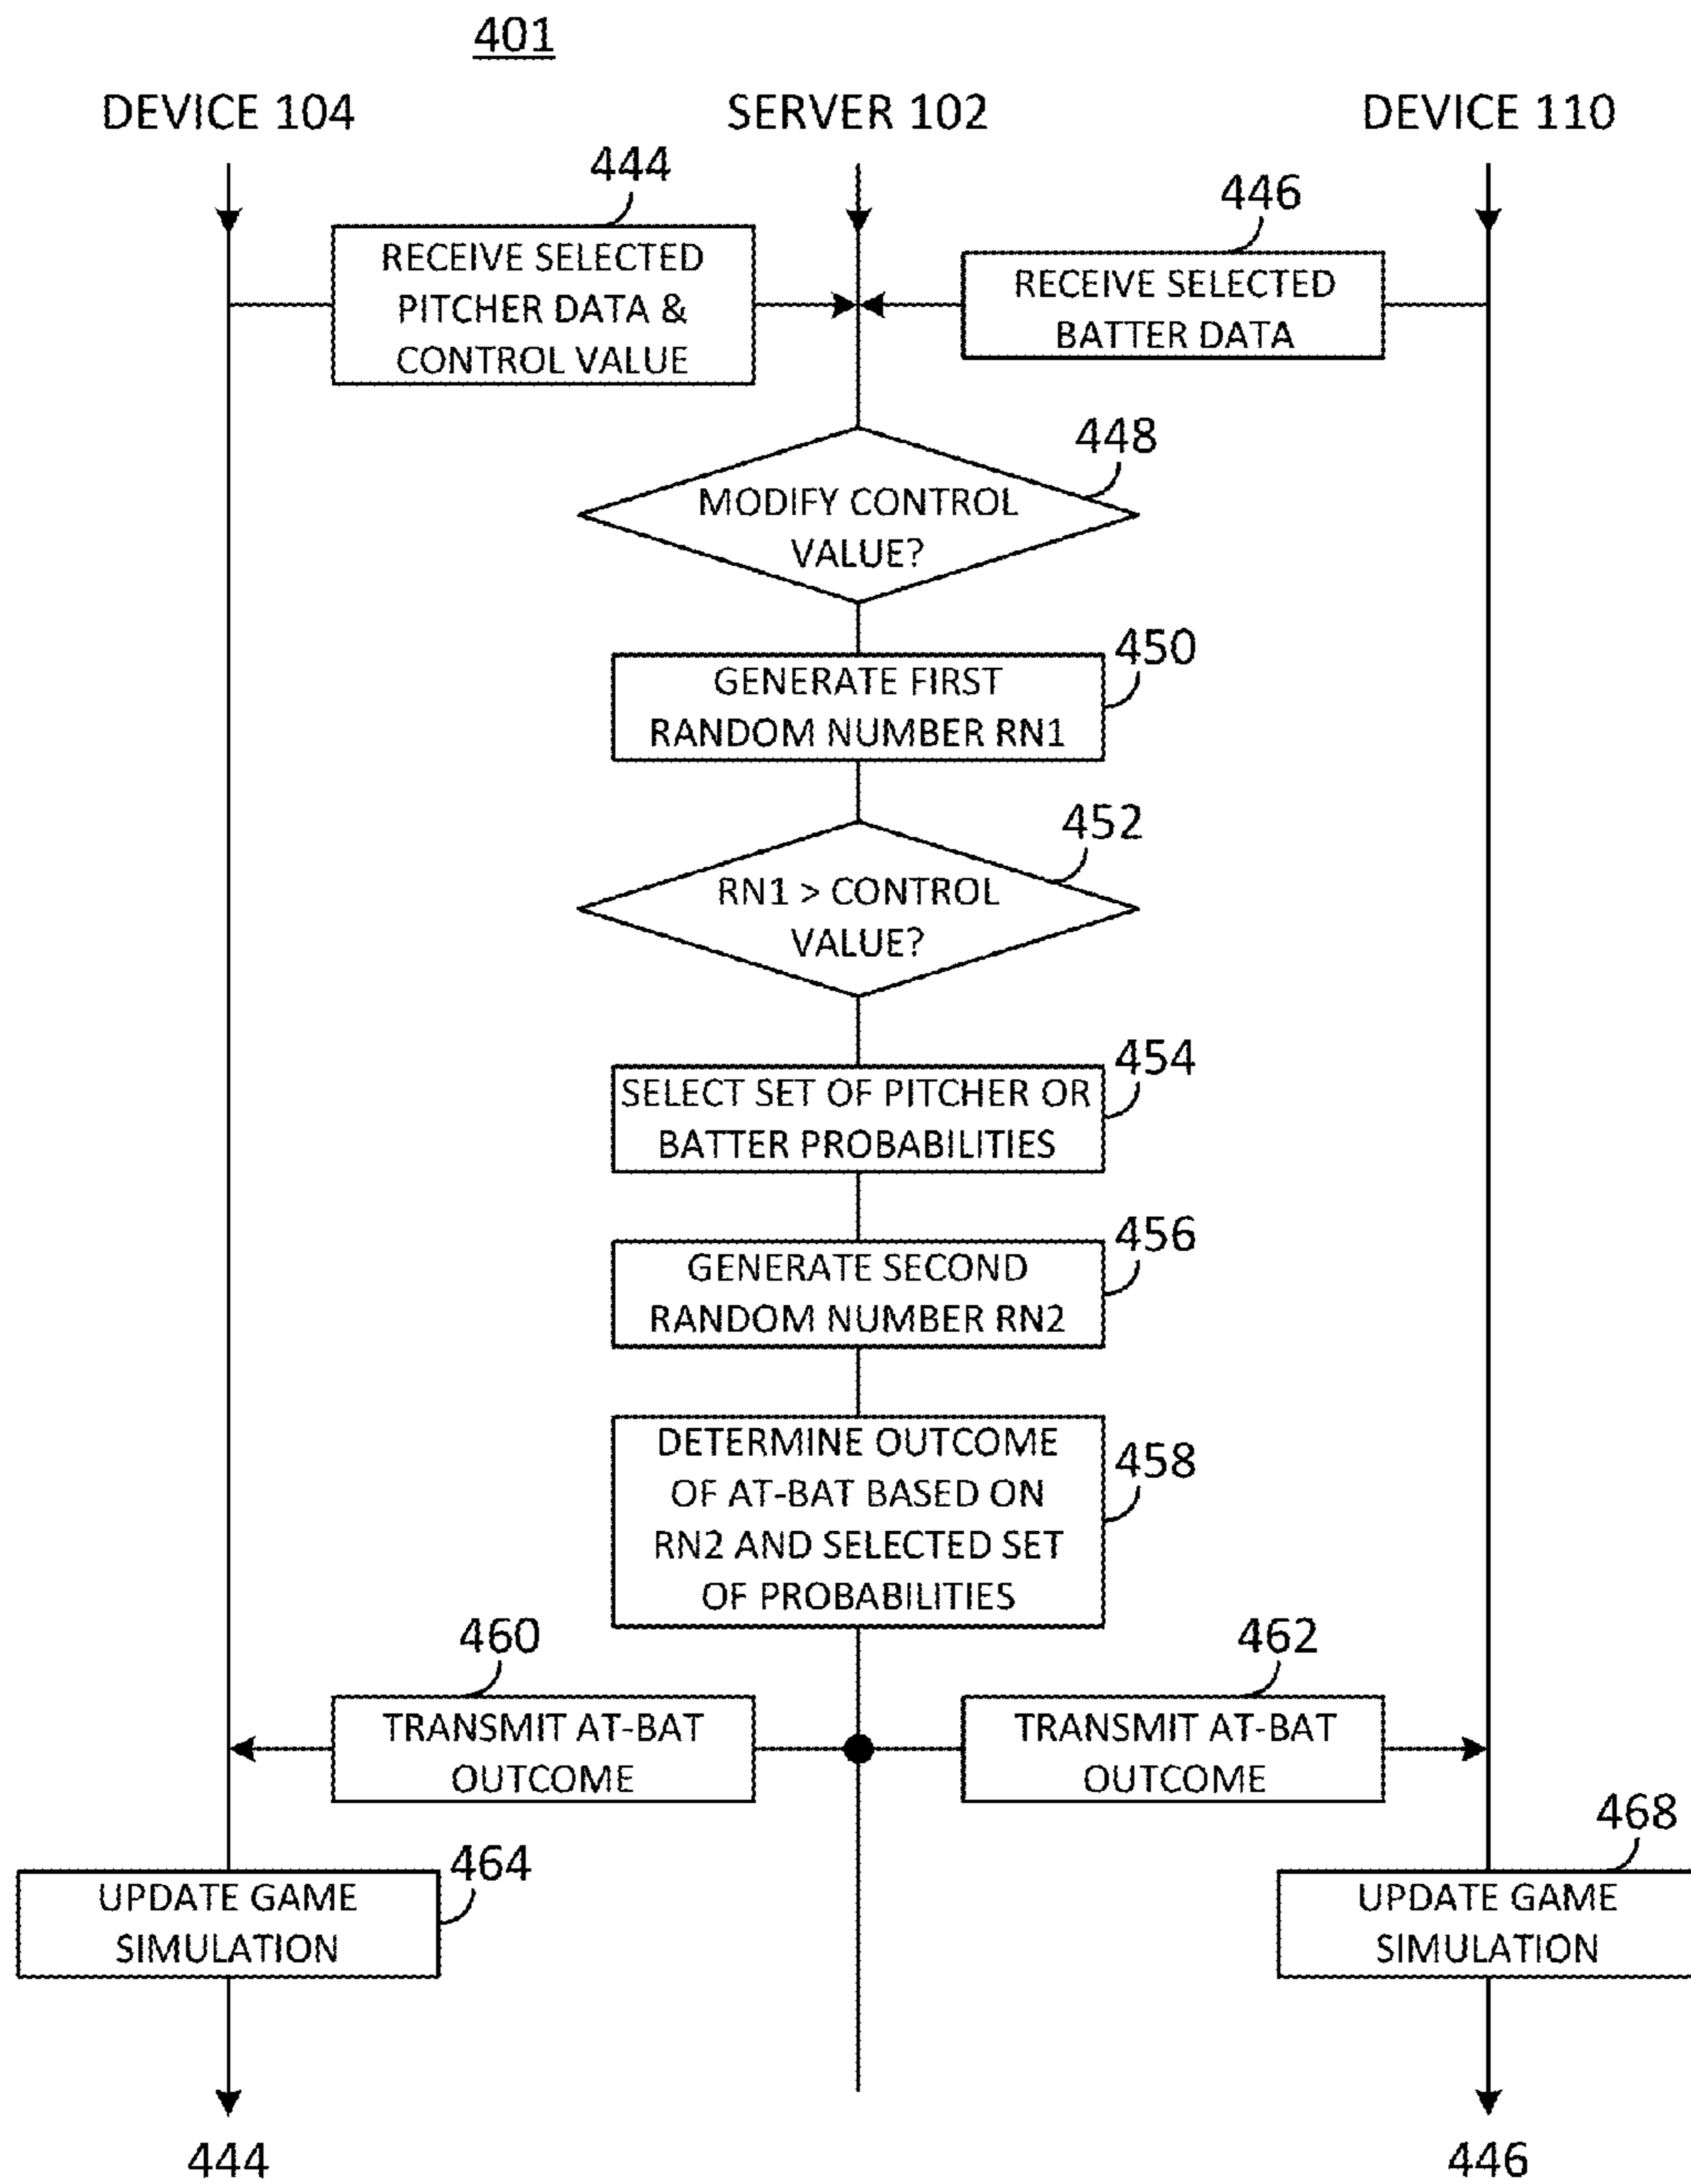 401
DEVICE 104
SERVER 102
DEVICE 110
444
RECEIVE SELECTED
PITCHER DATA &
CONTROL VALUE
446
RECEIVE SELECTED
BATTER DATA
448
MODIFY CONTROL
VALUE?
450
GENERATE FIRST
RANDOM NUMBER RN1
452
RN1 > CONTROL
VALUE?
454
SELECT SET OF PITCHER OR
BATTER PROBABILITIES
456
GENERATE SECOND
RANDOM NUMBER RN2
458
DETERMINE OUTCOME
OF AT-BAT BASED ON
RN2 AND SELECTED SET
OF PROBABILITIES
460
TRANSMIT AT-BAT
OUTCOME
462
TRANSMIT AT-BAT
OUTCOME
464
UPDATE GAME
SIMULATION
468
UPDATE GAME
SIMULATION
444
446